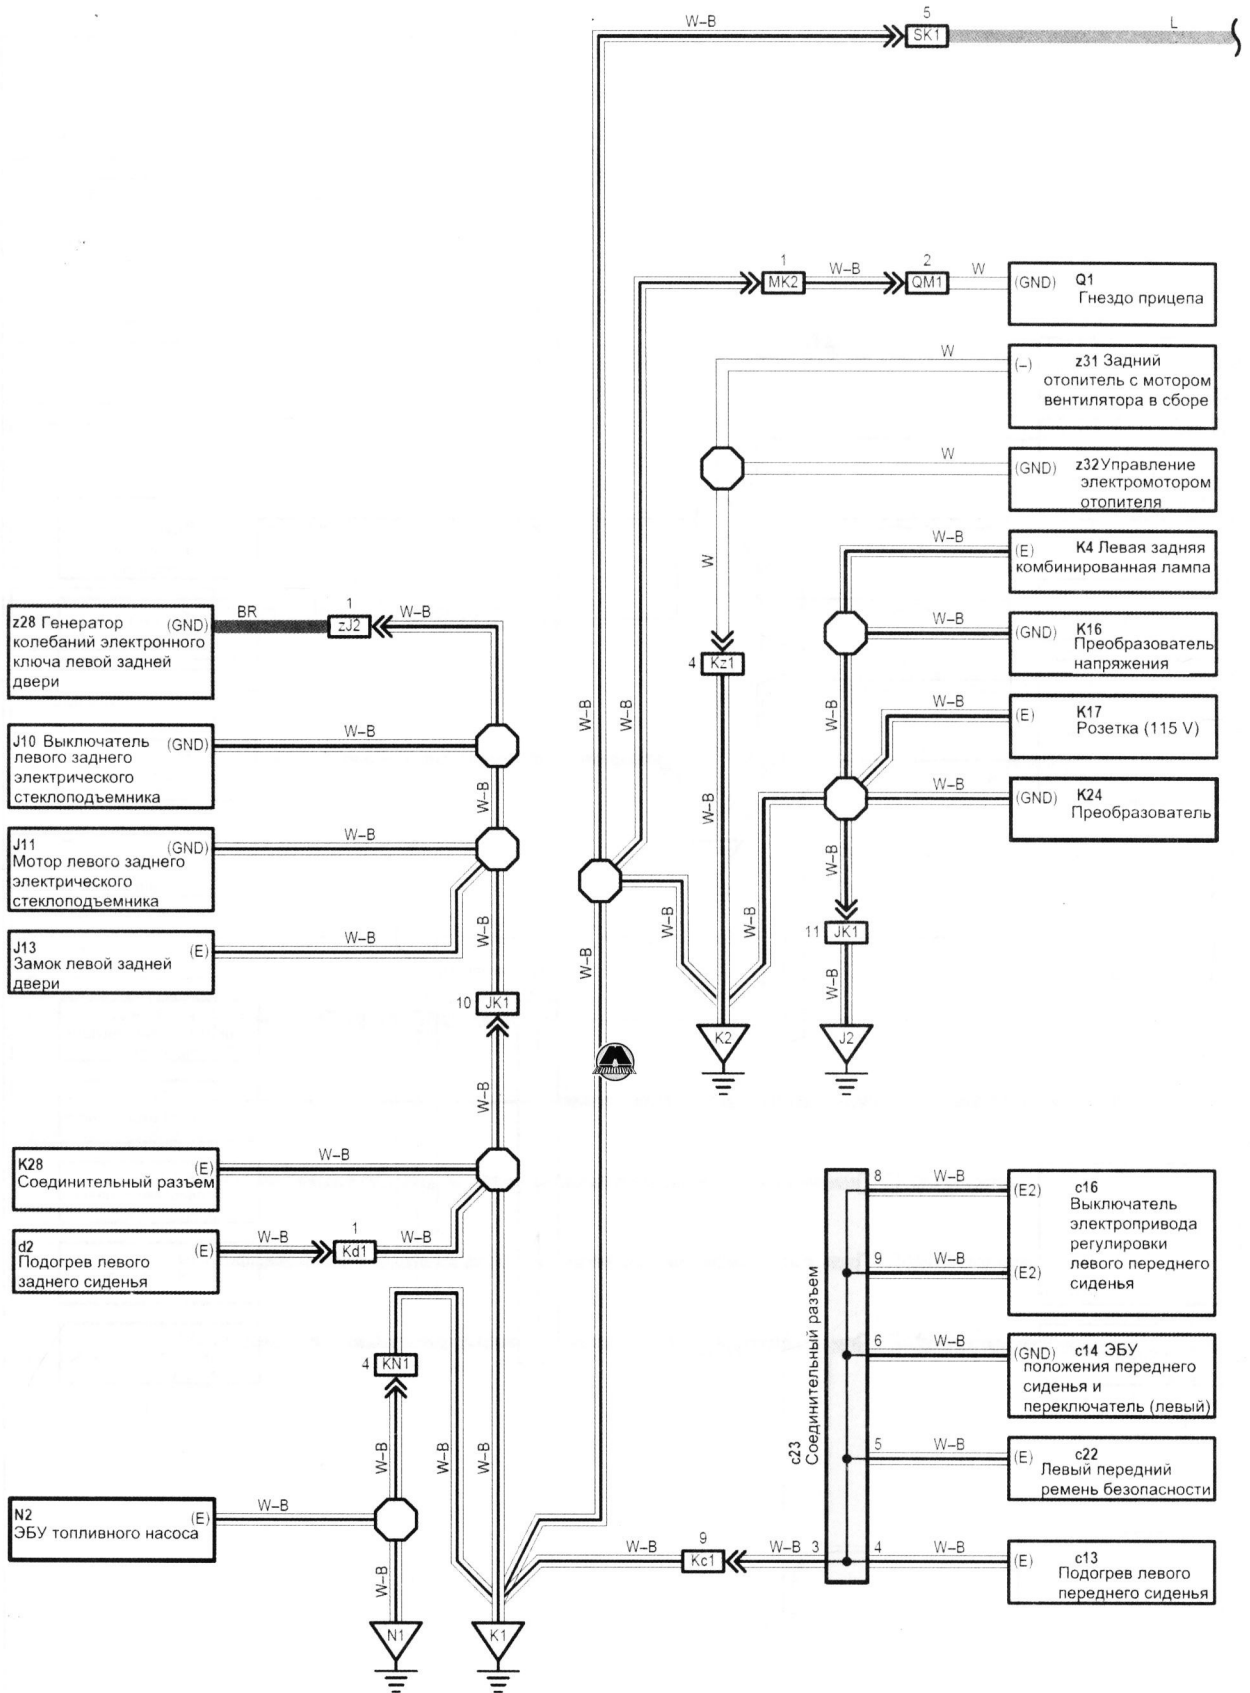 5
W–B
SK1
L
1
2
MK2
W–B
QM1
W
(GND) Q1
Гнездо прицепа
W
(–) z31 Задний
отопитель с мотором
вентилятора в сборе
W
(GND) z32 Управление
электромотором
отопителя
W
W–B
(E) K4 Левая задняя
комбинированная лампа
W–B
(GND) K16
Преобразователь
напряжения
4 Kz1
W–B
(E) K17
Розетка (115 V)
W–B
W–B
(GND) K24
Преобразователь
z28 Генератор (GND)
колебаний электронного
ключа левой задней
двери
BR
1
zJ2
W–B
J10 Выключатель (GND)
левого заднего
электрического
стеклоподъемника
W–B
W–B
J11 (GND)
Мотор левого заднего
электрического
стеклоподъемника
W–B
J13 (E)
Замок левой задней
двери
W–B
W–B
10 JK1
W–B
W–B
W–B
W–B
W–B
W–B
W–B
W–B
11 JK1
W–B
K2
J2
W–B
K28 (E)
Соединительный разъем
W–B
d2 (E)
Подогрев левого
заднего сиденья
W–B
1
Kd1
W–B
4 KN1
W–B
W–B
W–B
N2 (E)
ЭБУ топливного насоса
W–B
W–B
N1
K1
W–B
9
Kc1
W–B 3
c23
Соединительный разъем
8 W–B
(E2) c16
Выключатель
электропривода
регулировки
левого переднего
сиденья
9 W–B
(E2)
6 W–B
(GND) c14 ЭБУ
положения переднего
сиденья и
переключатель (левый)
5 W–B
(E) c22
Левый передний
ремень безопасности
4 W–B
(E) c13
Подогрев левого
переднего сиденья